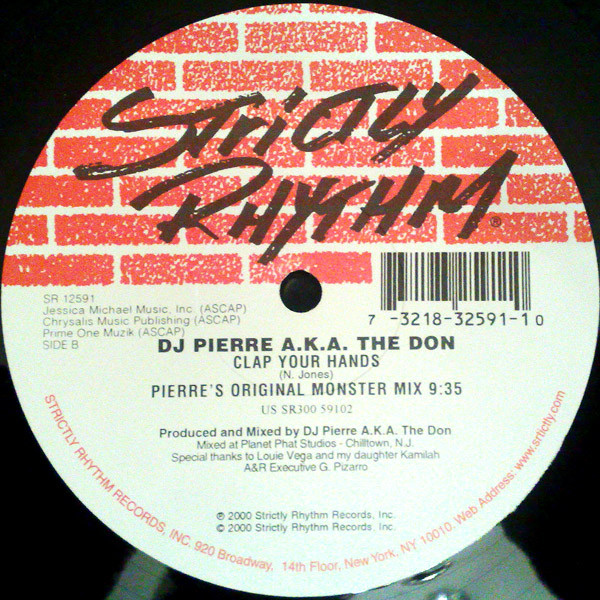 STRICTLY
RHYTHM®
SR 12591
Jessica Michael Music, Inc. (ASCAP)
Chrysalis Music Publishing (ASCAP)
Prime One Muzik (ASCAP)
SIDE B
7 -3218-32591-1 0
DJ PIERRE A.K.A. THE DON
CLAP YOUR HANDS
(N. Jones)
PIERRE'S ORIGINAL MONSTER MIX 9:35
US SR300 59102
Produced and Mixed by DJ Pierre A.K.A. The Don
Mixed at Planet Phat Studios - Chilltown, N.J.
Special thanks to Louie Vega and my daughter Kamilah
A&R Executive G. Pizarro
℗ 2000 Strictly Rhythm Records, Inc.
© 2000 Strictly Rhythm Records, Inc.
STRICTLY RHYTHM RECORDS, INC. 920 Broadway, 14th Floor, New York, NY 10010. Web Address: www.srtictly.com